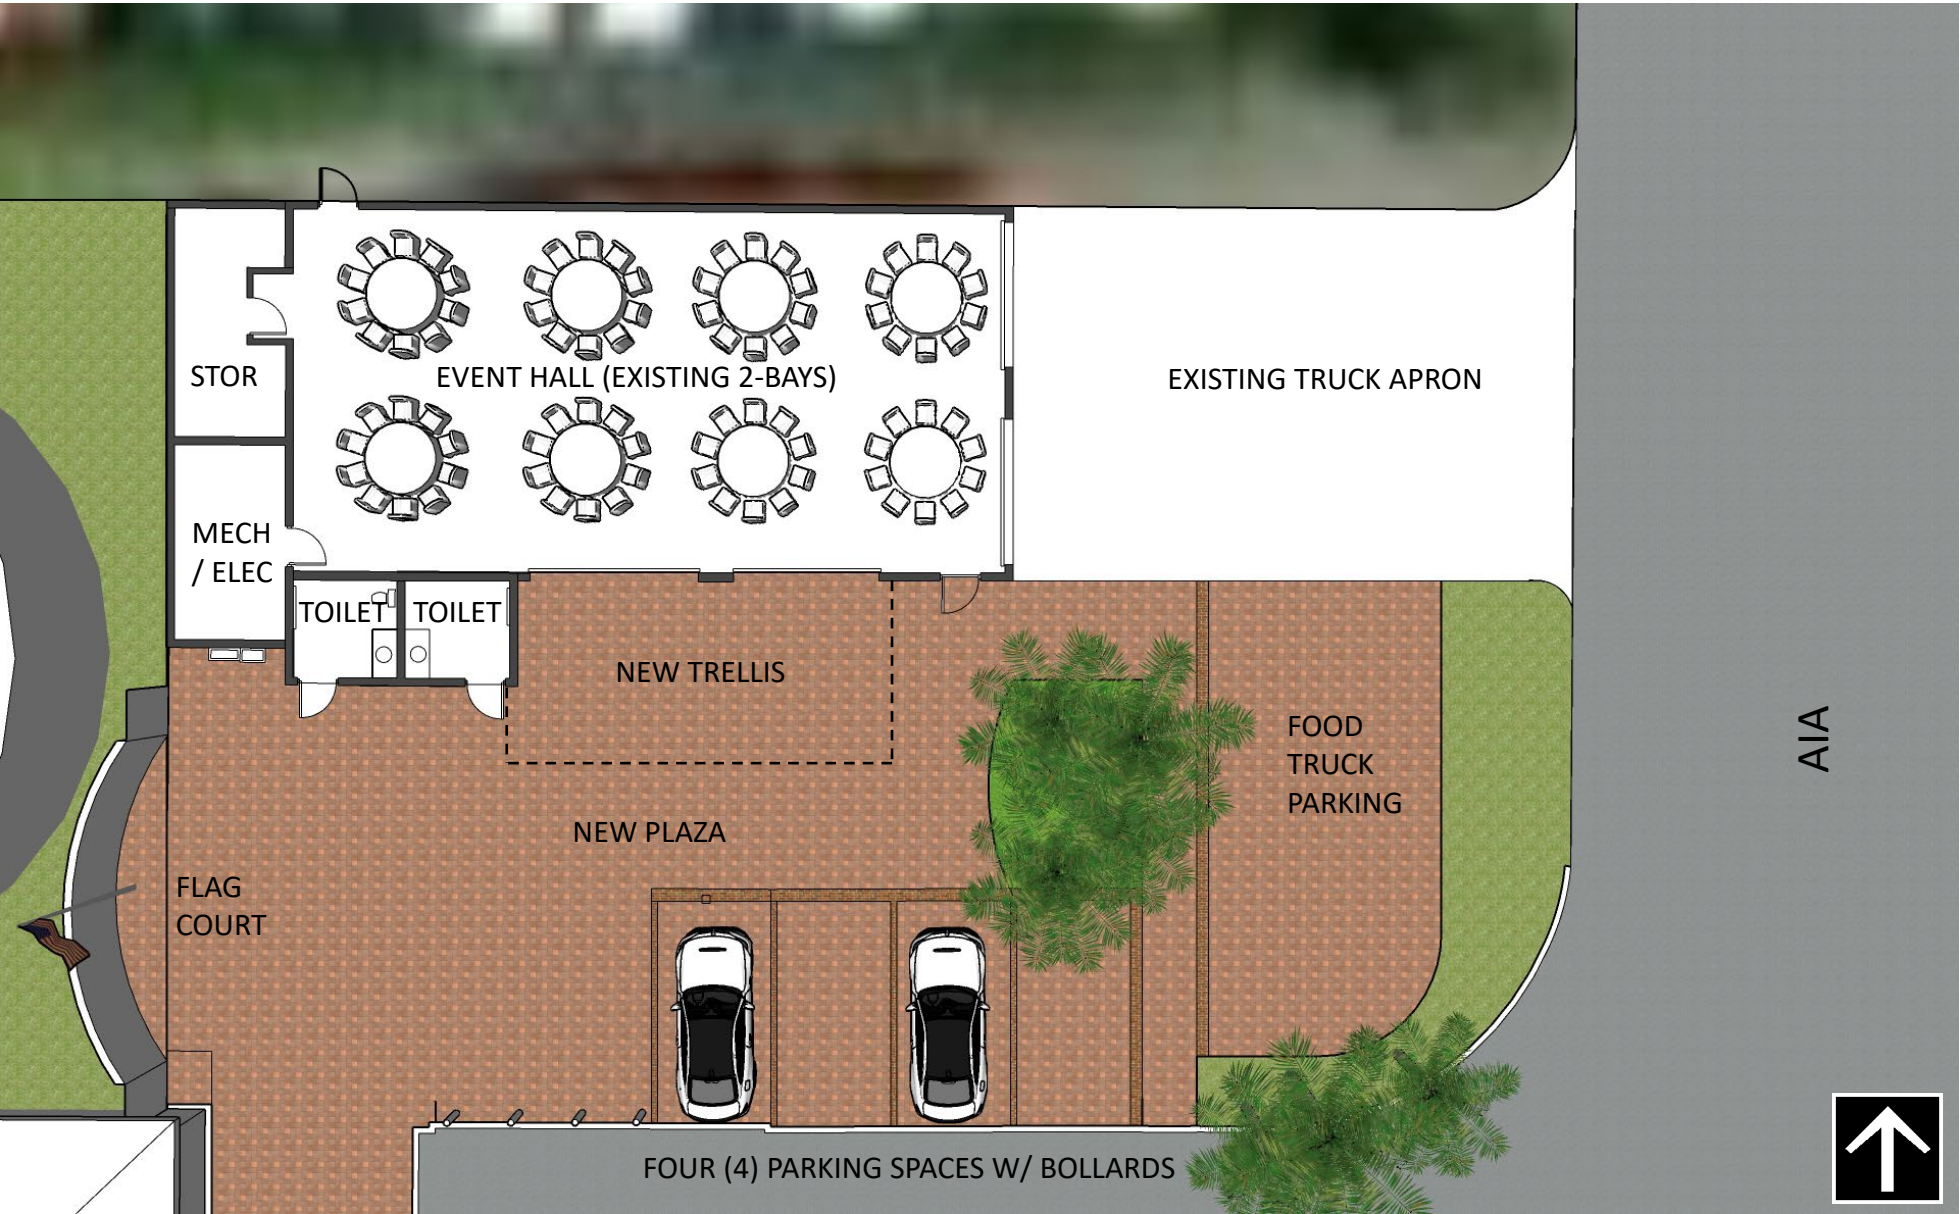 STOR
EVENT HALL (EXISTING 2-BAYS)
EXISTING TRUCK APRON
MECH
/ ELEC
TOILET
TOILET
NEW TRELLIS
FOOD
TRUCK
PARKING
AIA
NEW PLAZA
FLAG
COURT
FOUR (4) PARKING SPACES W/ BOLLARDS